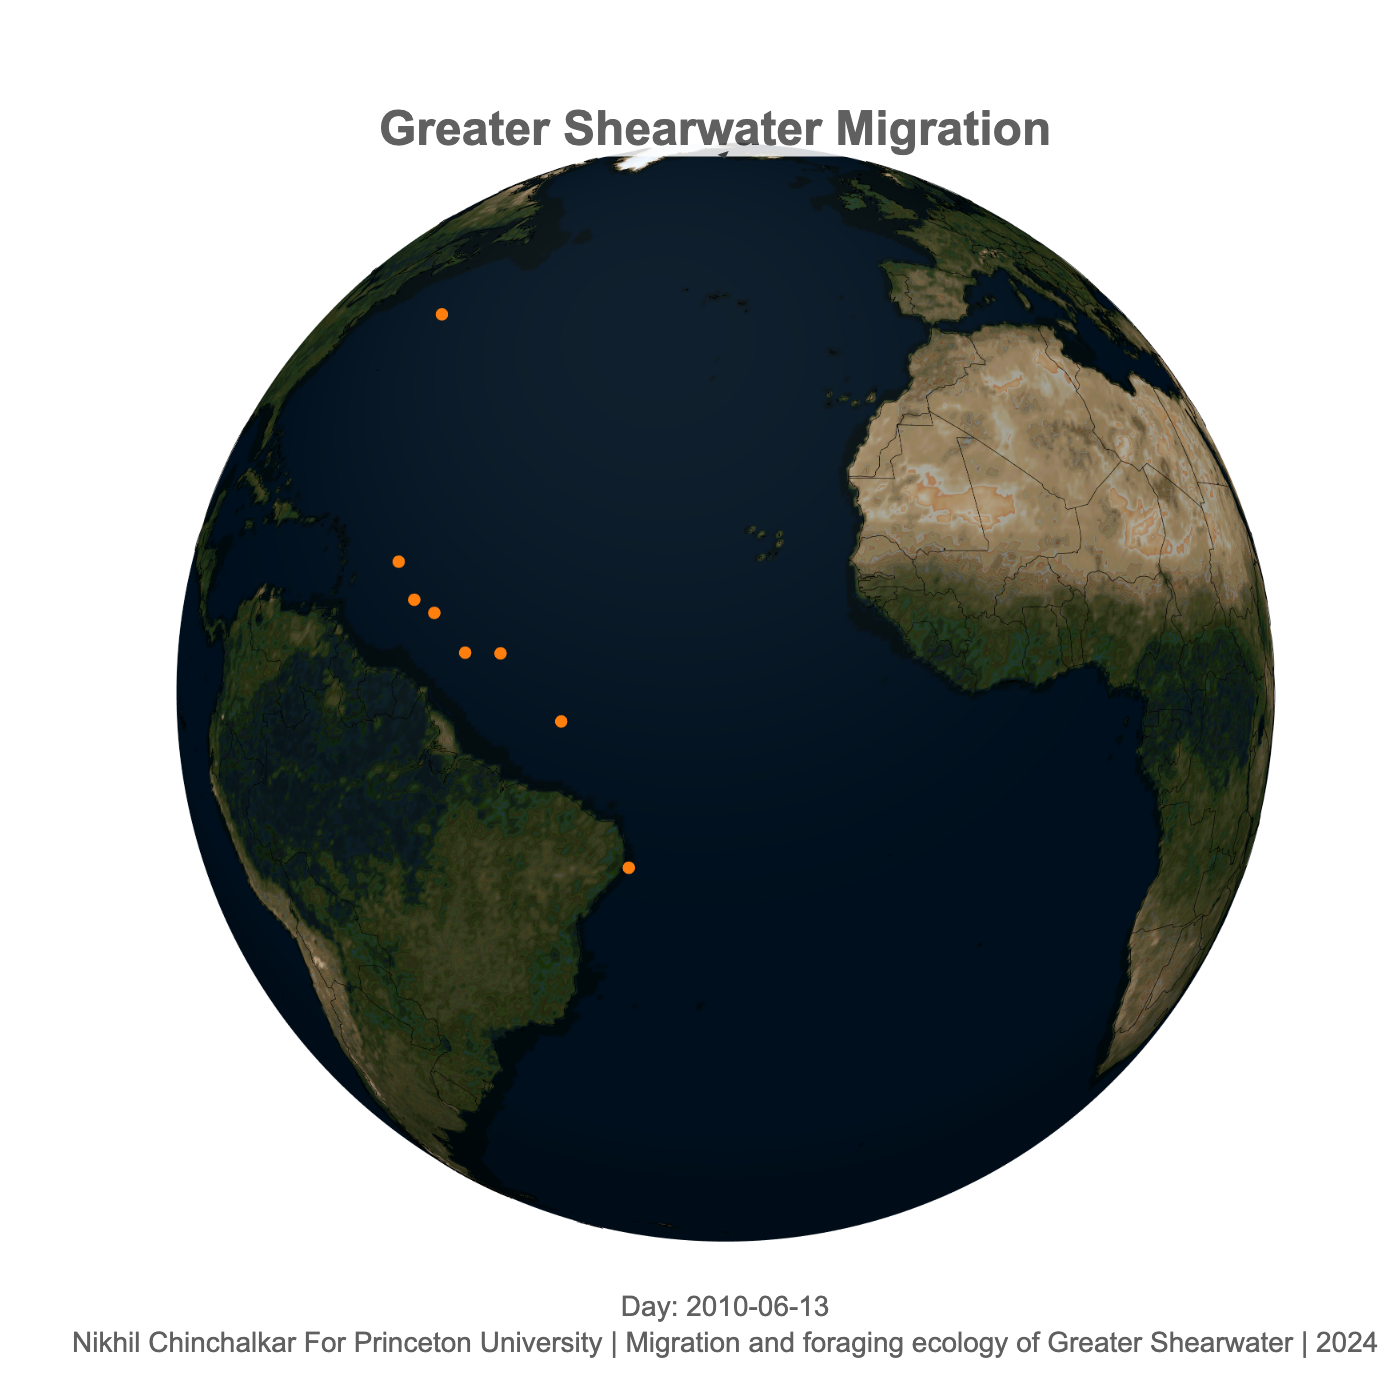 Greater Shearwater Migration
Day: 2010-06-13
Nikhil Chinchalkar For Princeton University | Migration and foraging ecology of Greater Shearwater | 2024